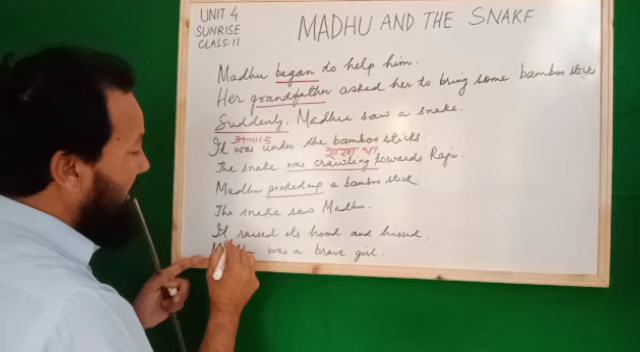 UNIT 4
SUNRISE
CLASS-II
MADHU AND THE SNAKE
Madhu began to help him.
Her grandfather asked her to bring some bamboo sticks
Suddenly, Madhu saw a snake.
अचानक
It was under the bamboo sticks.
The snake was crawling towards Raju.
Madhu picked up a bamboo stick.
The snake saw Madhu.
It raised its hood and hissed.
Madhu was a brave girl.